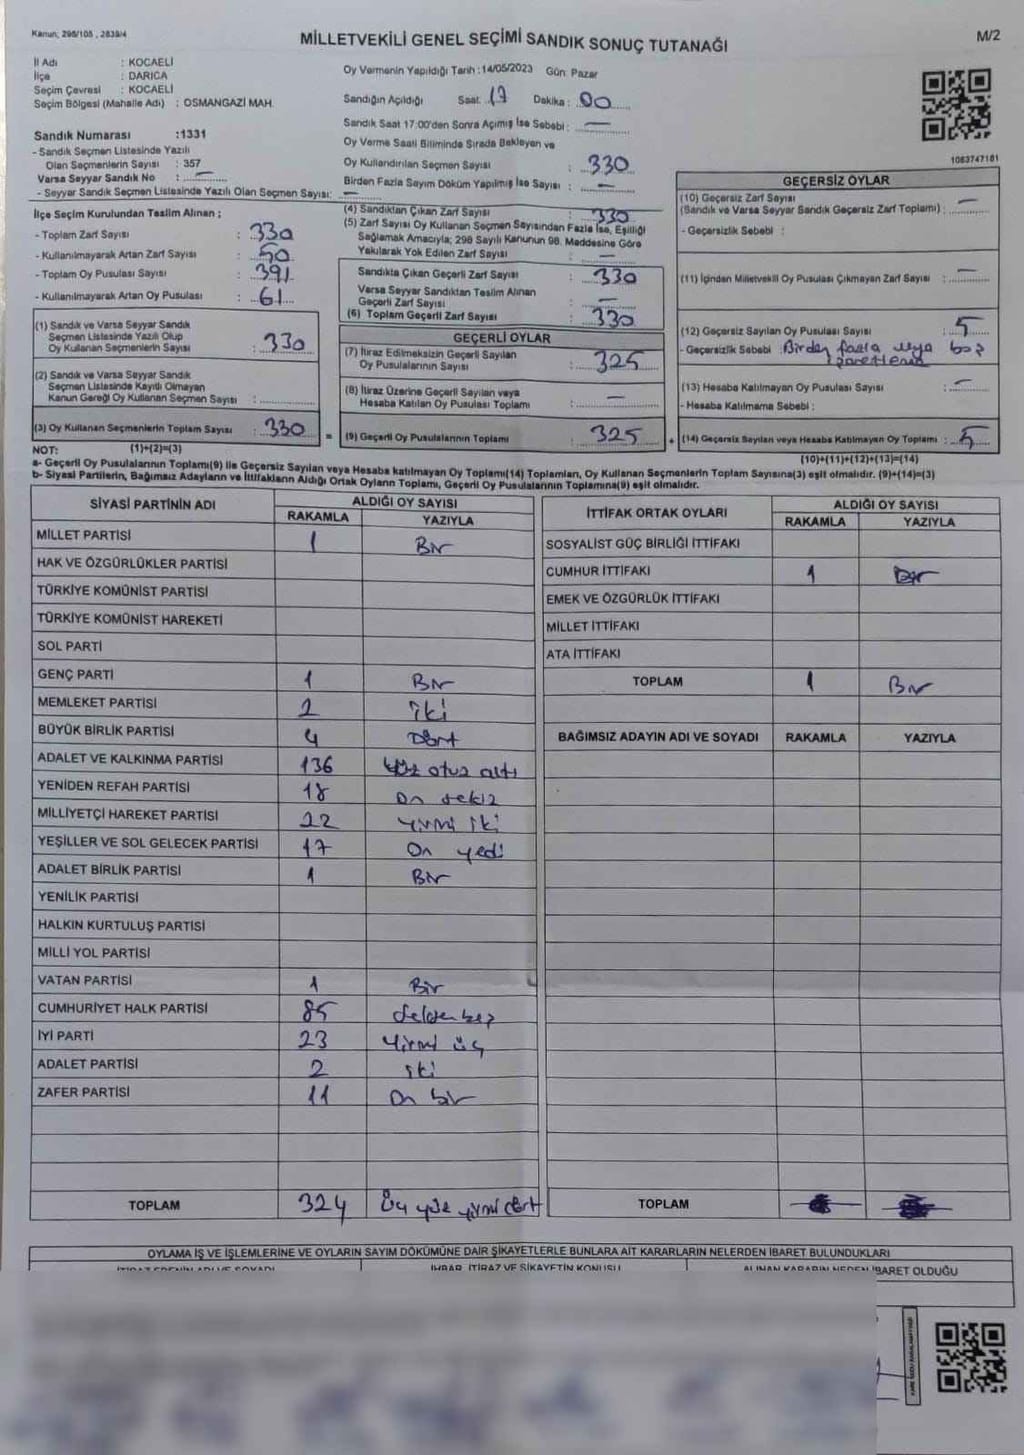 Kanun, 298/105 , 2839/4
MİLLETVEKİLİ GENEL SEÇİMİ SANDIK SONUÇ TUTANAĞI
M/2
İl Adı : KOCAELİ
İlçe : DARICA
Seçim Çevresi : KOCAELİ
Seçim Bölgesi (Mahalle Adı) : OSMANGAZİ MAH.
Sandık Numarası :1331
- Sandık Seçmen Listesinde Yazılı
Olan Seçmenlerin Sayısı : 357
Varsa Seyyar Sandık No : —
- Seyyar Sandık Seçmen Listesinde Yazılı Olan Seçmen Sayısı: —
Oy Vermenin Yapıldığı Tarih :14/05/2023 Gün: Pazar
Sandığın Açıldığı Saat: 17 Dakika : 00
Sandık Saat 17:00'den Sonra Açımış İse Sebebi : —
Oy Verme Saati Bitiminde Sırada Bekleyen ve
Oy Kullandırılan Seçmen Sayısı : 330
Birden Fazla Sayım Döküm Yapılmış İse Sayısı : —
1083747181
İlçe Seçim Kurulundan Teslim Alınan ;
- Toplam Zarf Sayısı : 330
- Kullanılmayarak Artan Zarf Sayısı : 50
- Toplam Oy Pusulası Sayısı : 391
- Kullanılmayarak Artan Oy Pusulası : 61
(4) Sandıktan Çıkan Zarf Sayısı : 330
(5) Zarf Sayısı Oy Kullanan Seçmen Sayısından Fazla İse, Eşitliği
Sağlamak Amacıyla; 298 Sayılı Kanunun 98. Maddesine Göre
Yakılarak Yok Edilen Zarf Sayısı : —
Sandıkta Çıkan Geçerli Zarf Sayısı : 330
Varsa Seyyar Sandıktan Teslim Alınan
Geçerli Zarf Sayısı : —
(6) Toplam Geçerli Zarf Sayısı : 330
GEÇERSİZ OYLAR
(10) Geçersiz Zarf Sayısı
(Sandık ve Varsa Seyyar Sandık Geçersiz Zarf Toplamı) : —
- Geçersizlik Sebebi :
(11) İçinden Milletvekili Oy Pusulası Çıkmayan Zarf Sayısı : —
(12) Geçersiz Sayılan Oy Pusulası Sayısı : 5
- Geçersizlik Sebebi : Birden fazla veya boş
(13) Hesaba Katılmayan Oy Pusulası Sayısı : —
- Hesaba Katılmama Sebebi :
(14) Geçersiz Sayılan veya Hesaba Katılmayan Oy Toplamı : 5
(10)+(11)+(12)+(13)=(14)
(1) Sandık ve Varsa Seyyar Sandık
Seçmen Listesinde Yazılı Olup
Oy Kullanan Seçmenlerin Sayısı : 330
(2) Sandık ve Varsa Seyyar Sandık
Seçmen Listesinde Kayıtlı Olmayan
Kanun Gereği Oy Kullanan Seçmen Sayısı :
(3) Oy Kullanan Seçmenlerin Toplam Sayısı : 330 =
(1)+(2)=(3)
GEÇERLİ OYLAR
(7) İtiraz Edilmeksizin Geçerli Sayılan
Oy Pusulalarının Sayısı : 325
(8) İtiraz Üzerine Geçerli Sayılan veya
Hesaba Katılan Oy Pusulası Toplamı : —
(9) Geçerli Oy Pusulalarının Toplamı : 325 +
NOT:
a- Geçerli Oy Pusulalarının Toplamı(9) ile Geçersiz Sayılan veya Hesaba katılmayan Oy Toplamı(14) Toplamları, Oy Kullanan Seçmenlerin Toplam Sayısına(3) eşit olmalıdır. (9)+(14)=(3)
b- Siyasi Partilerin, Bağımsız Adayların ve İttifakların Aldığı Ortak Oyların Toplamı, Geçerli Oy Pusulalarının Toplamına(9) eşit olmalıdır.
SİYASİ PARTİNİN ADI
ALDIĞI OY SAYISI
RAKAMLA YAZIYLA
MİLLET PARTİSİ 1 Bir
HAK VE ÖZGÜRLÜKLER PARTİSİ
TÜRKİYE KOMÜNİST PARTİSİ
TÜRKİYE KOMÜNİST HAREKETİ
SOL PARTİ
GENÇ PARTİ 1 Bir
MEMLEKET PARTİSİ 2 iki
BÜYÜK BİRLİK PARTİSİ 4 Dört
ADALET VE KALKINMA PARTİSİ 136 yüz otuz altı
YENİDEN REFAH PARTİSİ 18 On sekiz
MİLLİYETÇİ HAREKET PARTİSİ 22 yirmi iki
YEŞİLLER VE SOL GELECEK PARTİSİ 17 On yedi
ADALET BİRLİK PARTİSİ 1 Bir
YENİLİK PARTİSİ
HALKIN KURTULUŞ PARTİSİ
MİLLİ YOL PARTİSİ
VATAN PARTİSİ 1 Bir
CUMHURİYET HALK PARTİSİ 85 seksen beş
İYİ PARTİ 23 Yirmi üç
ADALET PARTİSİ 2 iki
ZAFER PARTİSİ 11 On bir
TOPLAM 324 Üç yüz yirmi dört
İTTİFAK ORTAK OYLARI
ALDIĞI OY SAYISI
RAKAMLA YAZIYLA
SOSYALİST GÜÇ BİRLİĞİ İTTİFAKI
CUMHUR İTTİFAKI 1 Bir
EMEK VE ÖZGÜRLÜK İTTİFAKI
MİLLET İTTİFAKI
ATA İTTİFAKI
TOPLAM 1 Bir
BAĞIMSIZ ADAYIN ADI VE SOYADI RAKAMLA YAZIYLA
TOPLAM
OYLAMA İŞ VE İŞLEMLERİNE VE OYLARIN SAYIM DÖKÜMÜNE DAİR ŞİKAYETLERLE BUNLARA AİT KARARLARIN NELERDEN İBARET BULUNDUKLARI
İTİRAZ EDENİN ADI VE SOYADI
İHBAR, İTİRAZ VE ŞİKAYETİN KONUSU
ALINAN KARARIN NEDEN İBARET OLDUĞU